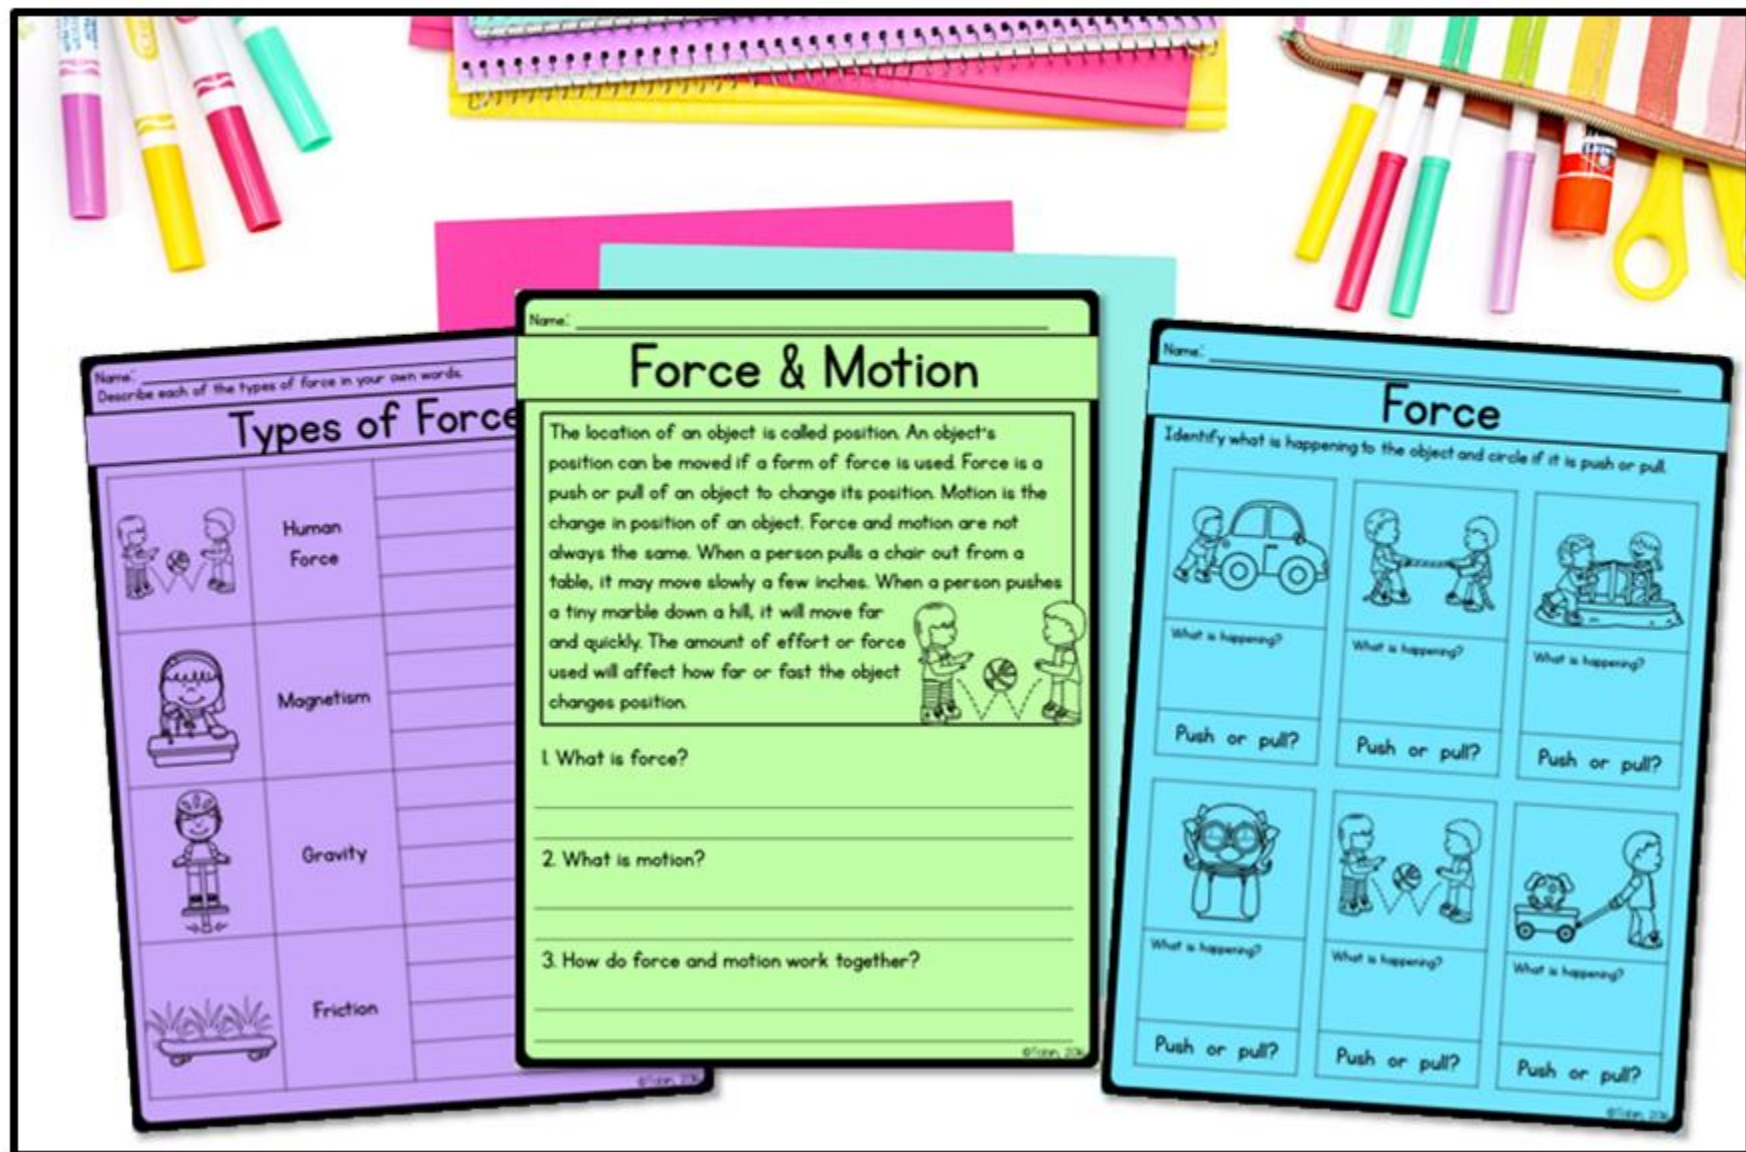 Name:
Describe each of the types of force in your own words.
Types of Force
Human
Force
Magnetism
Gravity
Friction
Name:
Force & Motion
The location of an object is called position. An object's
position can be moved if a form of force is used. Force is a
push or pull of an object to change its position. Motion is the
change in position of an object. Force and motion are not
always the same. When a person pulls a chair out from a
table, it may move slowly a few inches. When a person pushes
a tiny marble down a hill, it will move far
and quickly. The amount of effort or force
used will affect how far or fast the object
changes position.
1. What is force?
2. What is motion?
3. How do force and motion work together?
Name:
Force
Identify what is happening to the object and circle if it is push or pull.
What is happening?
What is happening?
What is happening?
Push or pull?
Push or pull?
Push or pull?
What is happening?
What is happening?
What is happening?
Push or pull?
Push or pull?
Push or pull?